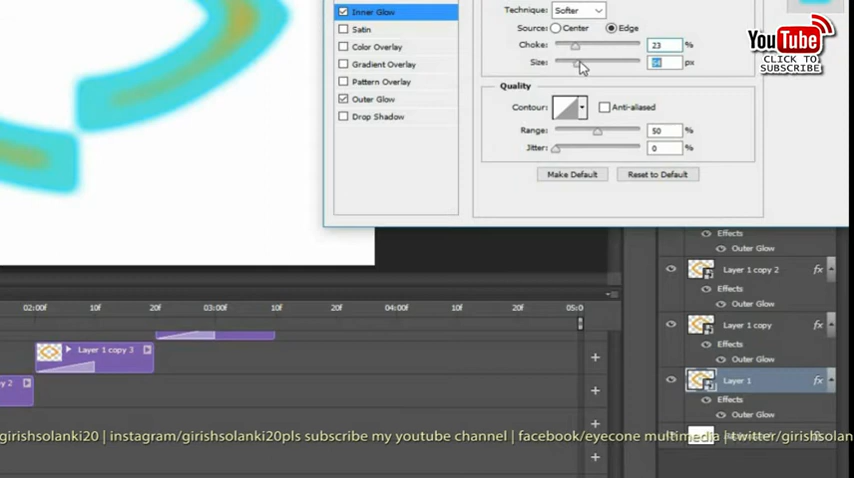 Inner Glow
Satin
Color Overlay
Gradient Overlay
Pattern Overlay
Outer Glow
Drop Shadow
Technique: Softer
Source: Center Edge
Choke: 23 %
Size: px
Quality
Contour: Anti-aliased
Range: 50 %
Jitter: 0 %
Make Default Reset to Default
YouTube
CLICK TO
SUBSCRIBE
Effects
Outer Glow
Layer 1 copy 2 fx
Effects
Outer Glow
Layer 1 copy fx
Effects
Outer Glow
Layer 1 fx
Effects
Outer Glow
02:00f 10f 20f 03:00f 10f 20f 04:00f 10f 20f 05:0
Layer 1 copy 3
py 2
girishsolanki20 | instagram/girishsolanki20pls subscribe my youtube channel | facebook/eyecone multimedia | twitter/girishsolan